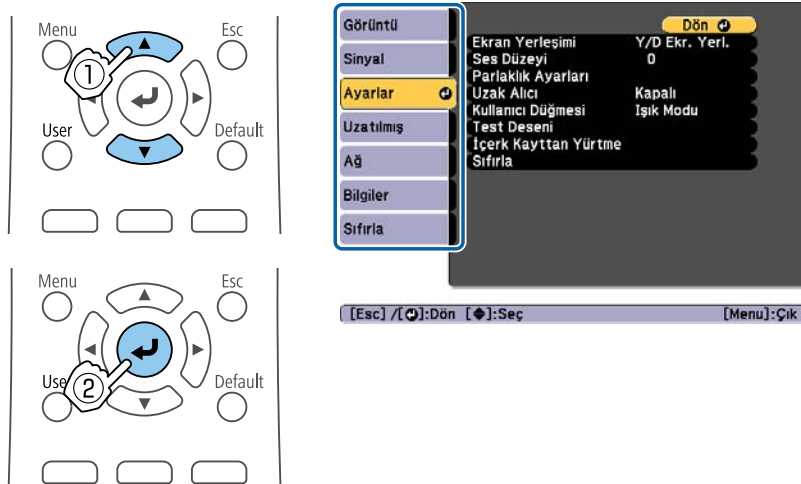 Menu
Esc
1
User
Default
Menu
Esc
Use
2
Default
Görüntü
Sinyal
Ayarlar
Uzatılmış
Ağ
Bilgiler
Sıfırla
Dön
Ekran Yerleşimi Y/D Ekr. Yerl.
Ses Düzeyi 0
Parlaklık Ayarları
Uzak Alıcı Kapalı
Kullanıcı Düğmesi Işık Modu
Test Deseni
İçerk Kayttan Yürtme
Sıfırla
[Esc] /[ ]:Dön [ ]:Seç [Menu]:Çık